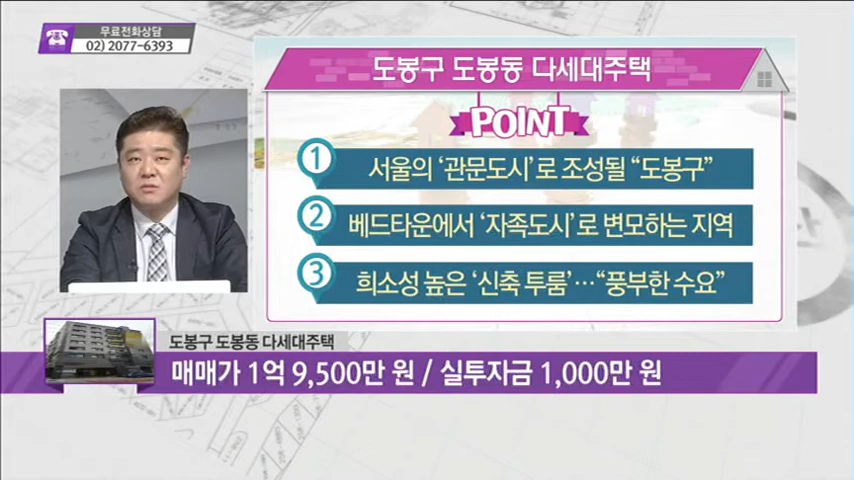 무료전화상담
02) 2077-6393
도봉구 도봉동 다세대주택
POINT
1 서울의 ‘관문도시’로 조성될 “도봉구”
2 베드타운에서 ‘자족도시’로 변모하는 지역
3 희소성 높은 ‘신축 투룸’…“풍부한 수요”
도봉구 도봉동 다세대주택
매매가 1억 9,500만 원 / 실투자금 1,000만 원